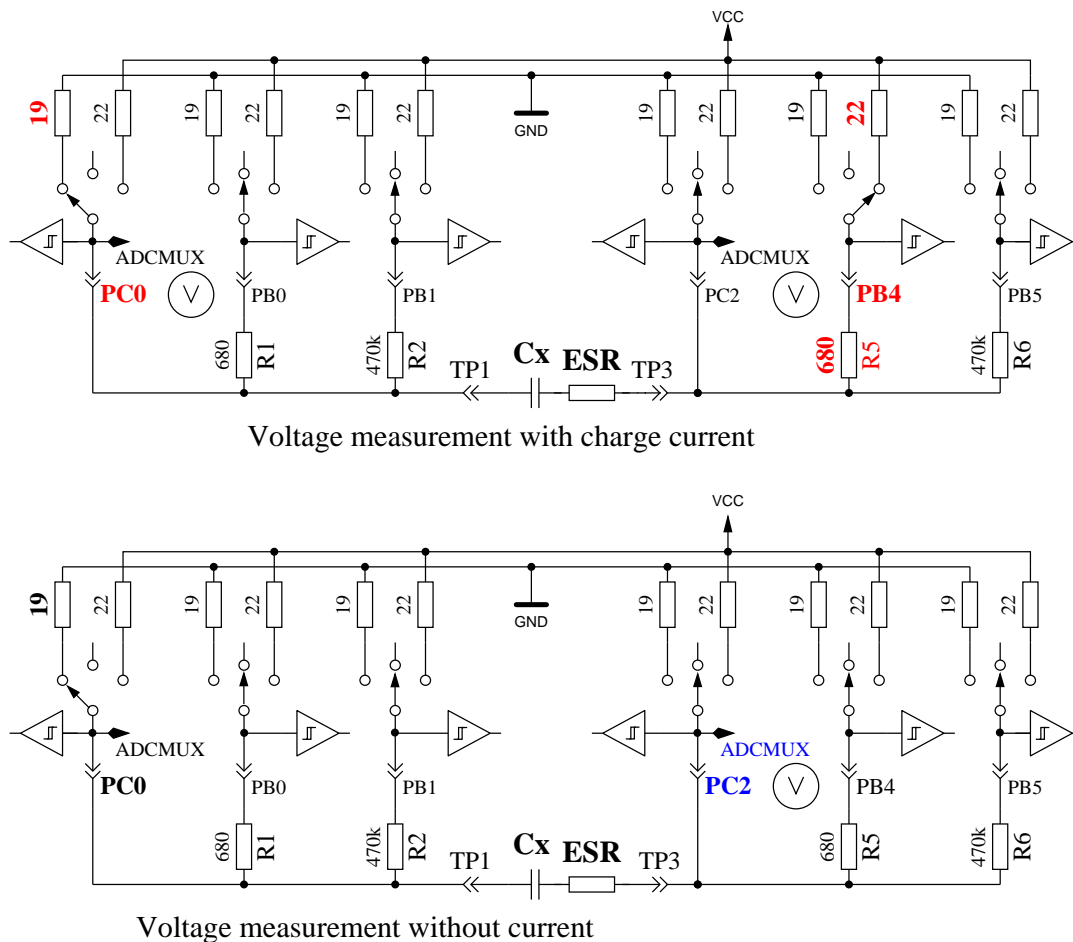 VCC
19 22 19 22 19 22 19 22 19 22 19 22
GND
ADCMUX ADCMUX
PC0 V PB0 PB1 PC2 V PB4 PB5
680 R1 470k R2 680 R5 470k R6
TP1 Cx ESR TP3
Voltage measurement with charge current
VCC
19 22 19 22 19 22 19 22 19 22 19 22
GND
ADCMUX ADCMUX
PC0 PB0 PB1 PC2 V PB4 PB5
680 R1 470k R2 680 R5 470k R6
TP1 Cx ESR TP3
Voltage measurement without current